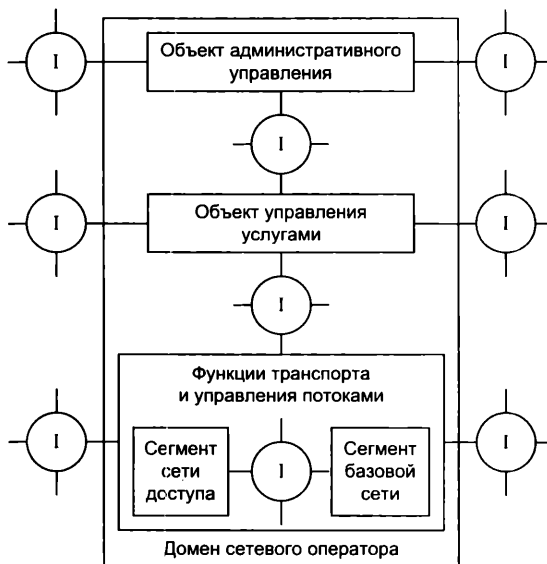 I
Объект административного
управления
I
I
I
Объект управления
услугами
I
I
Функции транспорта
и управления потоками
I
Сегмент
сети
доступа
I
Сегмент
базовой
сети
I
Домен сетевого оператора